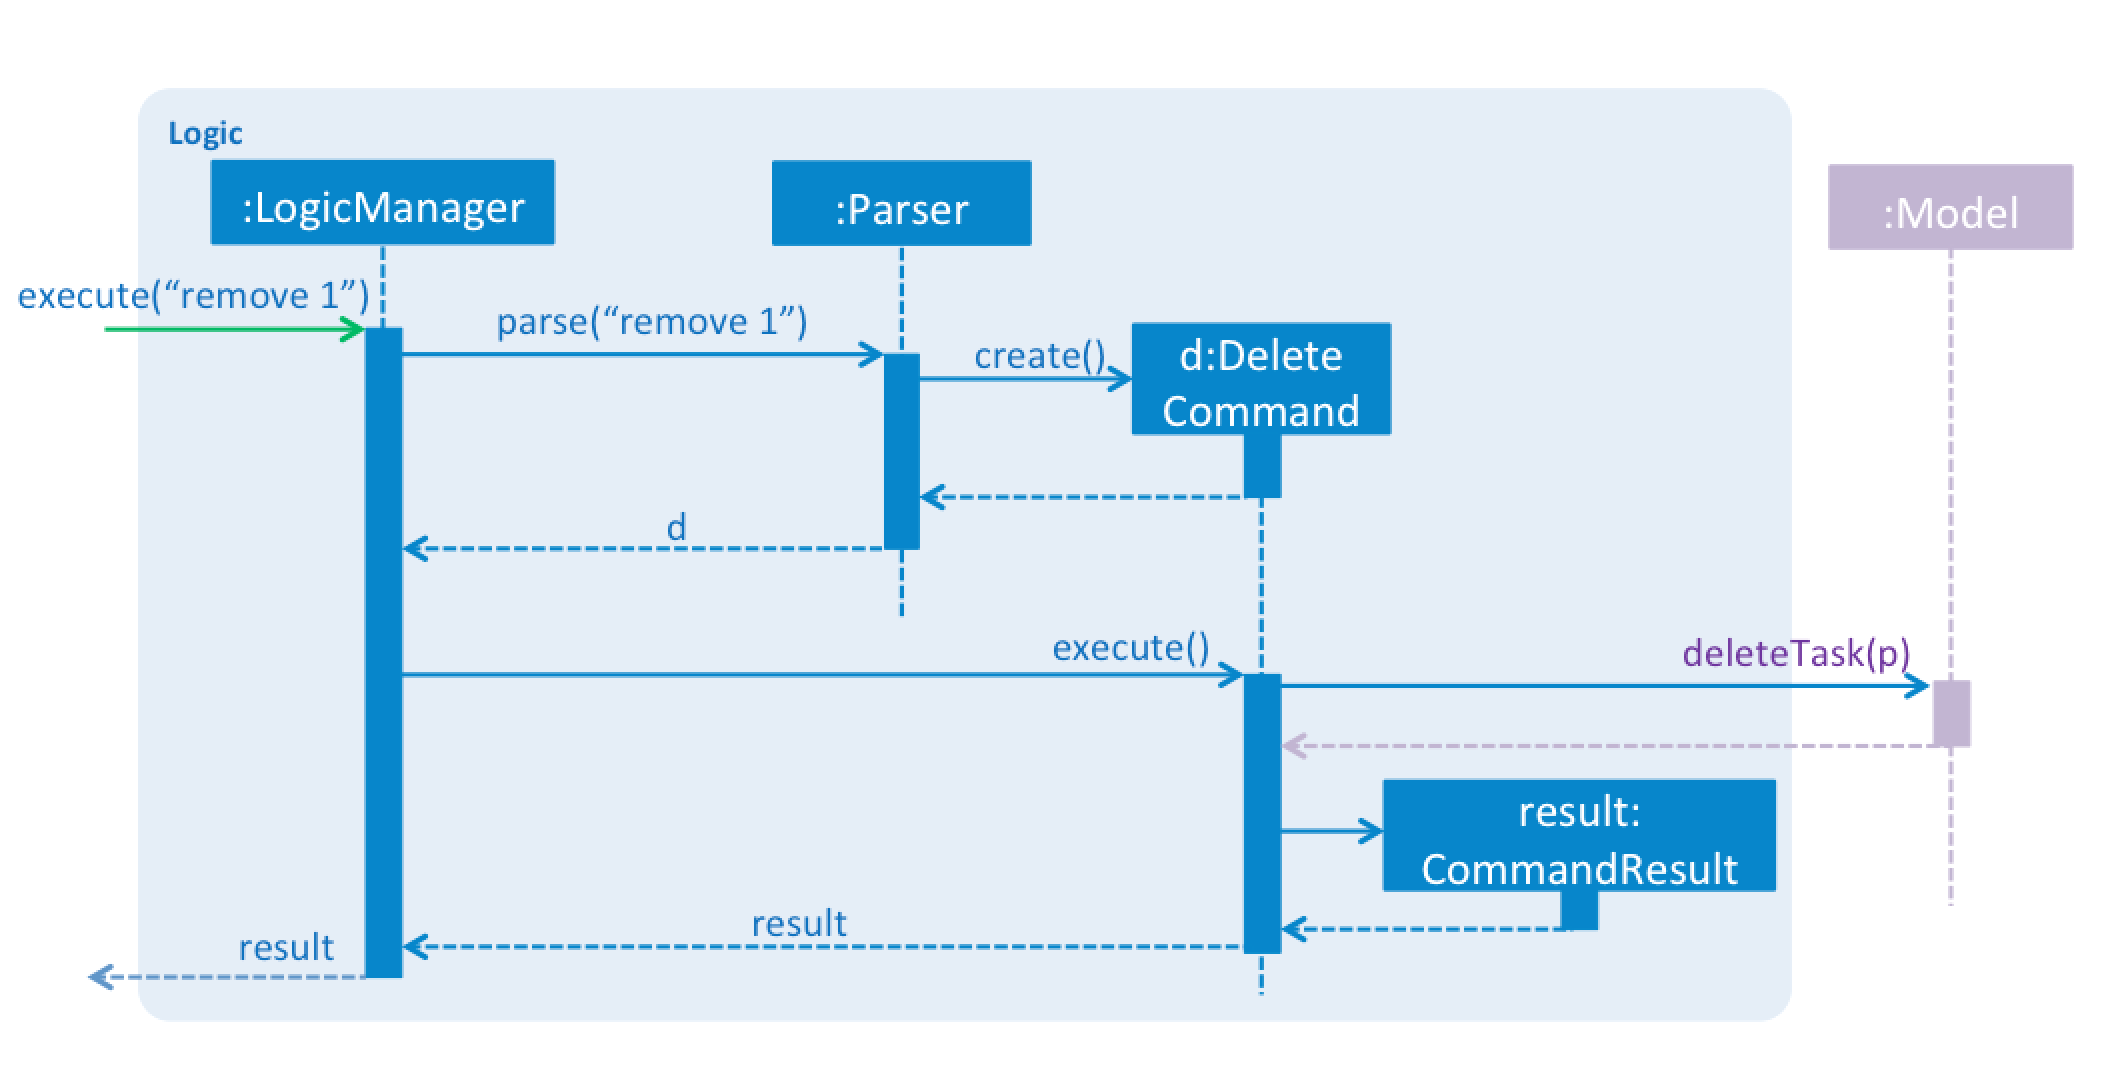 Logic
:LogicManager
:Parser
:Model
execute(“remove 1”)
parse(“remove 1”)
create()
d:Delete
Command
d
execute()
deleteTask(p)
result:
CommandResult
result
result